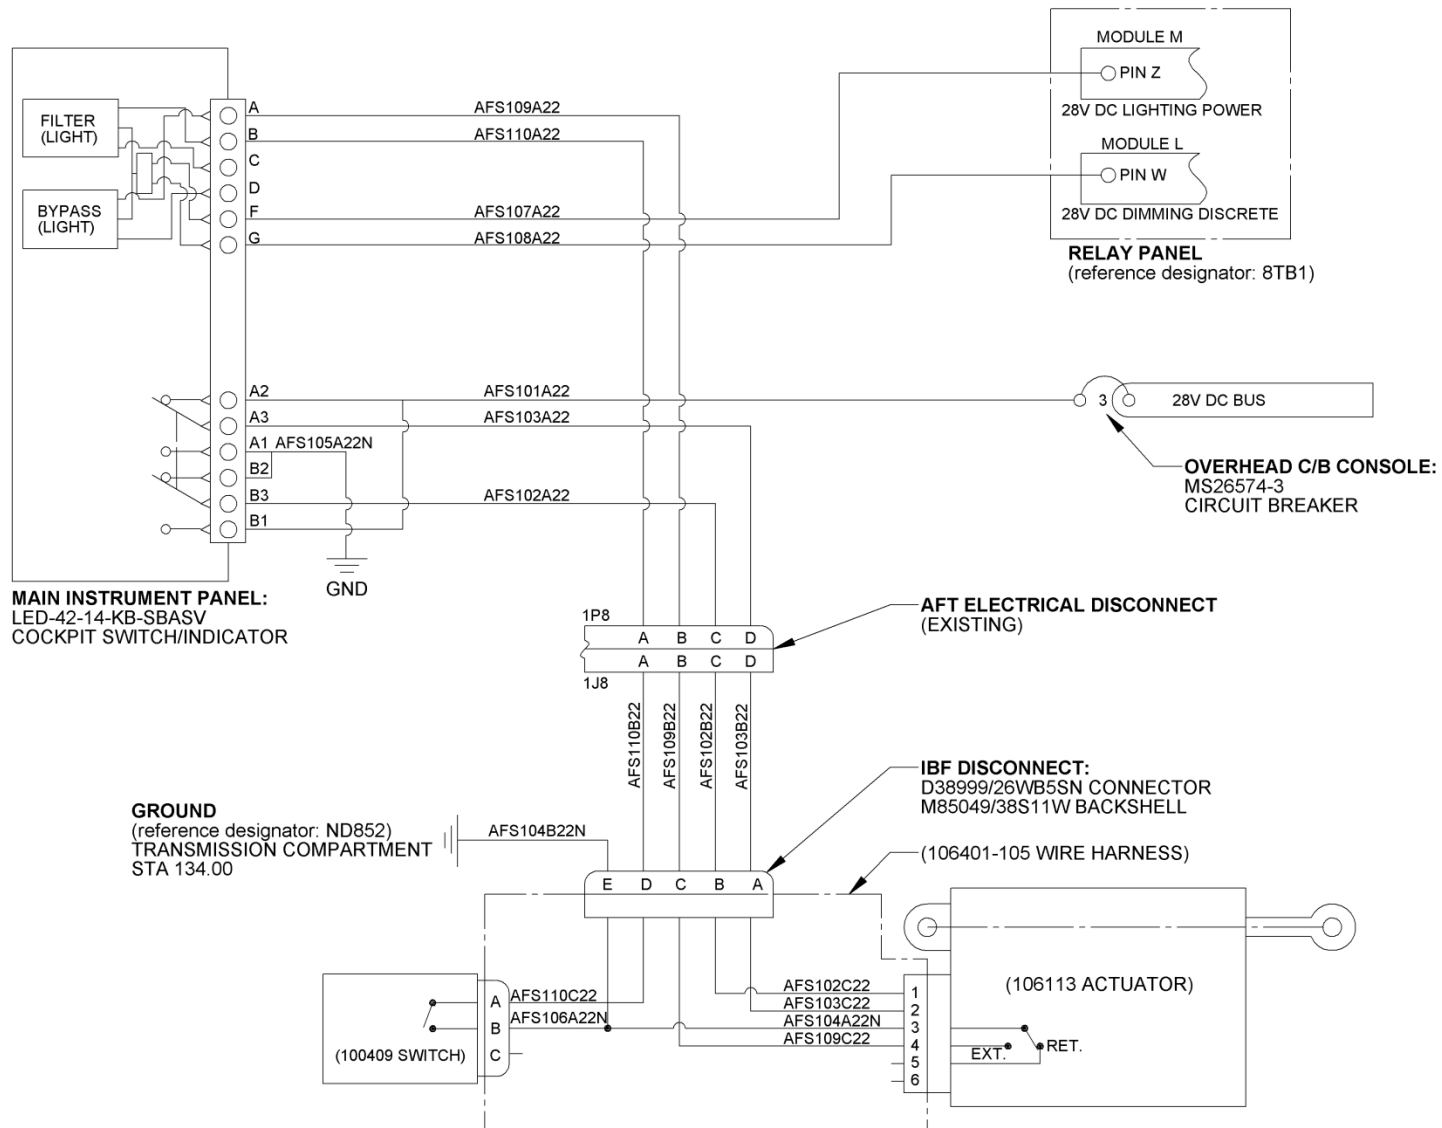 MODULE M
PIN Z
28V DC LIGHTING POWER
MODULE L
PIN W
28V DC DIMMING DISCRETE
RELAY PANEL
(reference designator: 8TB1)
FILTER
(LIGHT)
BYPASS
(LIGHT)
A
AFS109A22
B
AFS110A22
C
D
F
AFS107A22
G
AFS108A22
A2
AFS101A22
A3
AFS103A22
A1
AFS105A22N
B2
B3
AFS102A22
B1
GND
3
28V DC BUS
OVERHEAD C/B CONSOLE:
MS26574-3
CIRCUIT BREAKER
MAIN INSTRUMENT PANEL:
LED-42-14-KB-SBASV
COCKPIT SWITCH/INDICATOR
1P8
A B C D
A B C D
1J8
AFT ELECTRICAL DISCONNECT
(EXISTING)
AFS110B22
AFS109B22
AFS102B22
AFS103B22
IBF DISCONNECT:
D38999/26WB5SN CONNECTOR
M85049/38S11W BACKSHELL
(106401-105 WIRE HARNESS)
GROUND
(reference designator: ND852)
TRANSMISSION COMPARTMENT
STA 134.00
AFS104B22N
E D C B A
(100409 SWITCH)
A
AFS110C22
B
AFS106A22N
C
AFS102C22
1
AFS103C22
2
AFS104A22N
3
AFS109C22
4
5
6
(106113 ACTUATOR)
EXT.
RET.